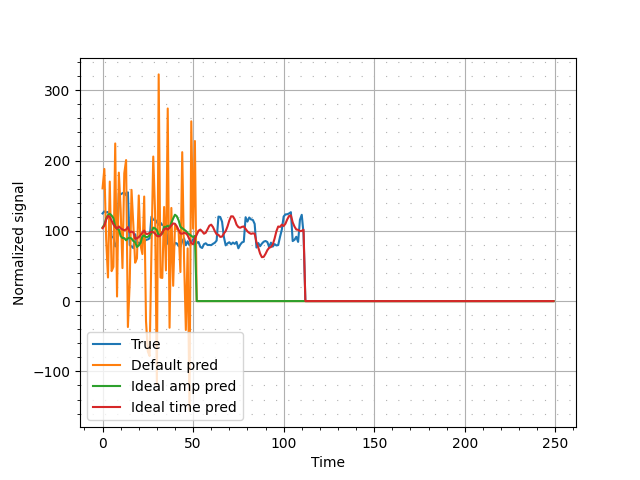 300
200
100
0
−100
Normalized signal
True
Default pred
Ideal amp pred
Ideal time pred
0 50 100 150 200 250
Time